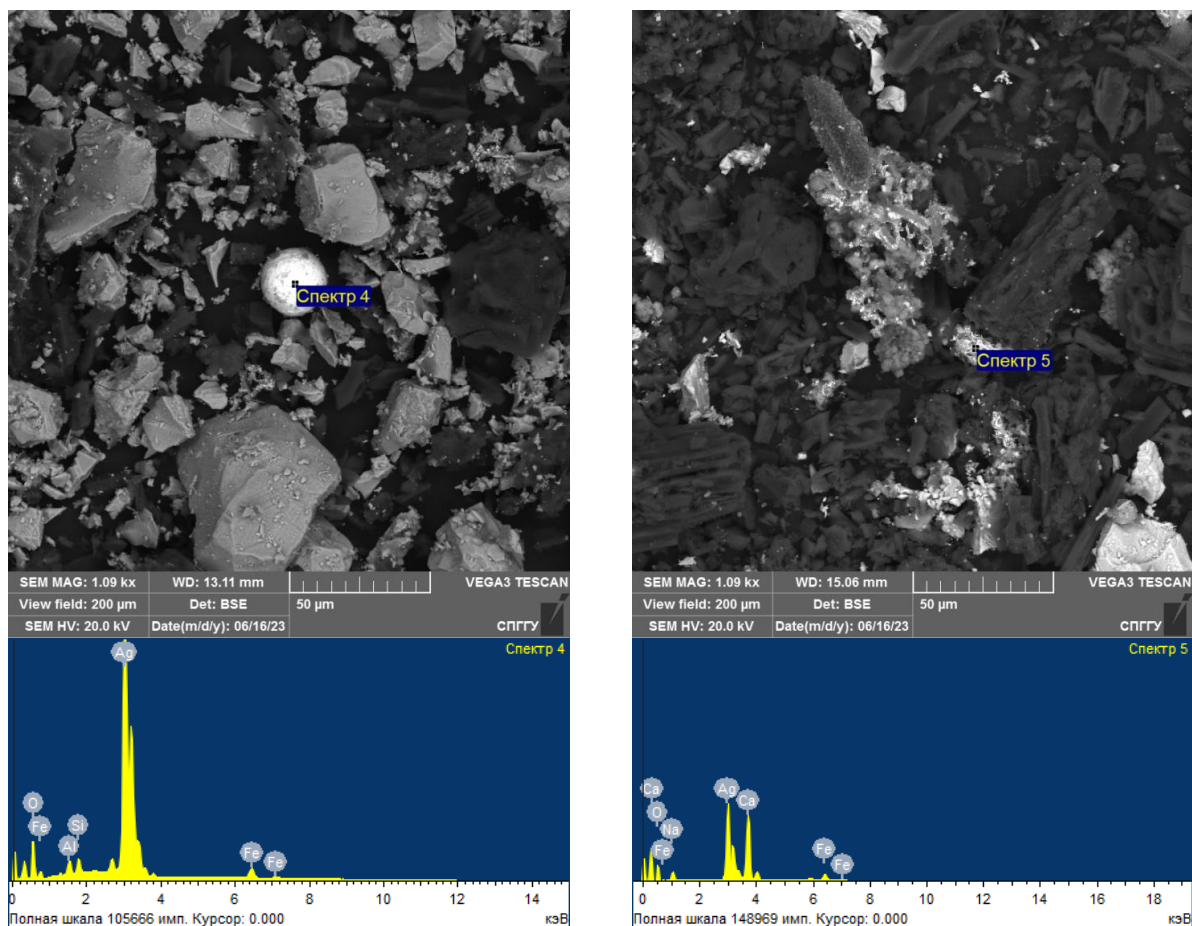 Спектр 4
SEM MAG: 1.09 kx WD: 13.11 mm VEGA3 TESCAN
View field: 200 µm Det: BSE 50 µm
SEM HV: 20.0 kV Date(m/d/y): 06/16/23 СПГГУ
Спектр 4
Ag
O
Fe
Si
Al
Fe
Fe
0 2 4 6 8 10 12 14
Полная шкала 105666 имп. Курсор: 0.000 кэВ
Спектр 5
SEM MAG: 1.09 kx WD: 15.06 mm VEGA3 TESCAN
View field: 200 µm Det: BSE 50 µm
SEM HV: 20.0 kV Date(m/d/y): 06/16/23 СПГГУ
Спектр 5
Ca
Ag
Ca
O
Na
Fe
Fe
Fe
0 2 4 6 8 10 12 14 16 18
Полная шкала 148969 имп. Курсор: 0.000 кэВ